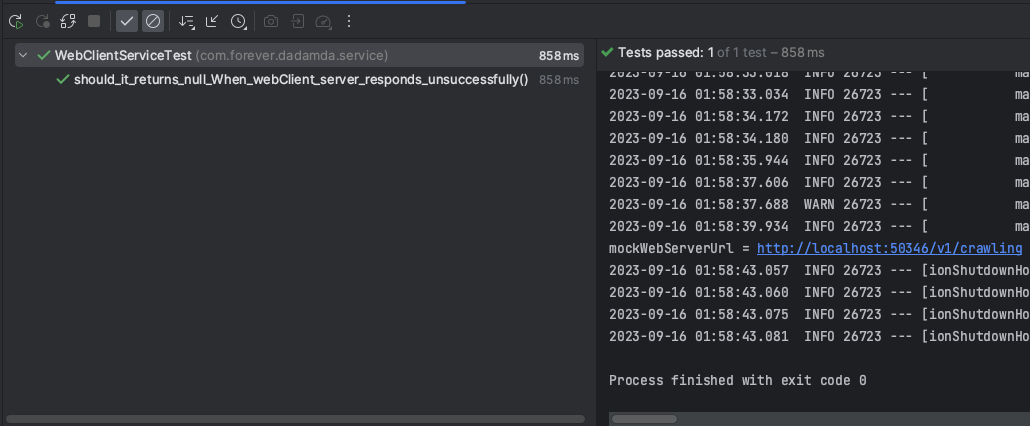 WebClientServiceTest (com.forever.dadamda.service) 858 ms
should_it_returns_null_When_webClient_server_responds_unsuccessfully() 858 ms
Tests passed: 1 of 1 test – 858 ms
2023-09-16 01:58:33.018  INFO 26723 --- [           ma
2023-09-16 01:58:33.034  INFO 26723 --- [           ma
2023-09-16 01:58:34.172  INFO 26723 --- [           ma
2023-09-16 01:58:34.180  INFO 26723 --- [           ma
2023-09-16 01:58:35.944  INFO 26723 --- [           ma
2023-09-16 01:58:37.606  INFO 26723 --- [           ma
2023-09-16 01:58:37.688  WARN 26723 --- [           ma
2023-09-16 01:58:39.934  INFO 26723 --- [           ma
mockWebServerUrl = http://localhost:50346/v1/crawling
2023-09-16 01:58:43.057  INFO 26723 --- [ionShutdownHo
2023-09-16 01:58:43.060  INFO 26723 --- [ionShutdownHo
2023-09-16 01:58:43.075  INFO 26723 --- [ionShutdownHo
2023-09-16 01:58:43.081  INFO 26723 --- [ionShutdownHo
Process finished with exit code 0